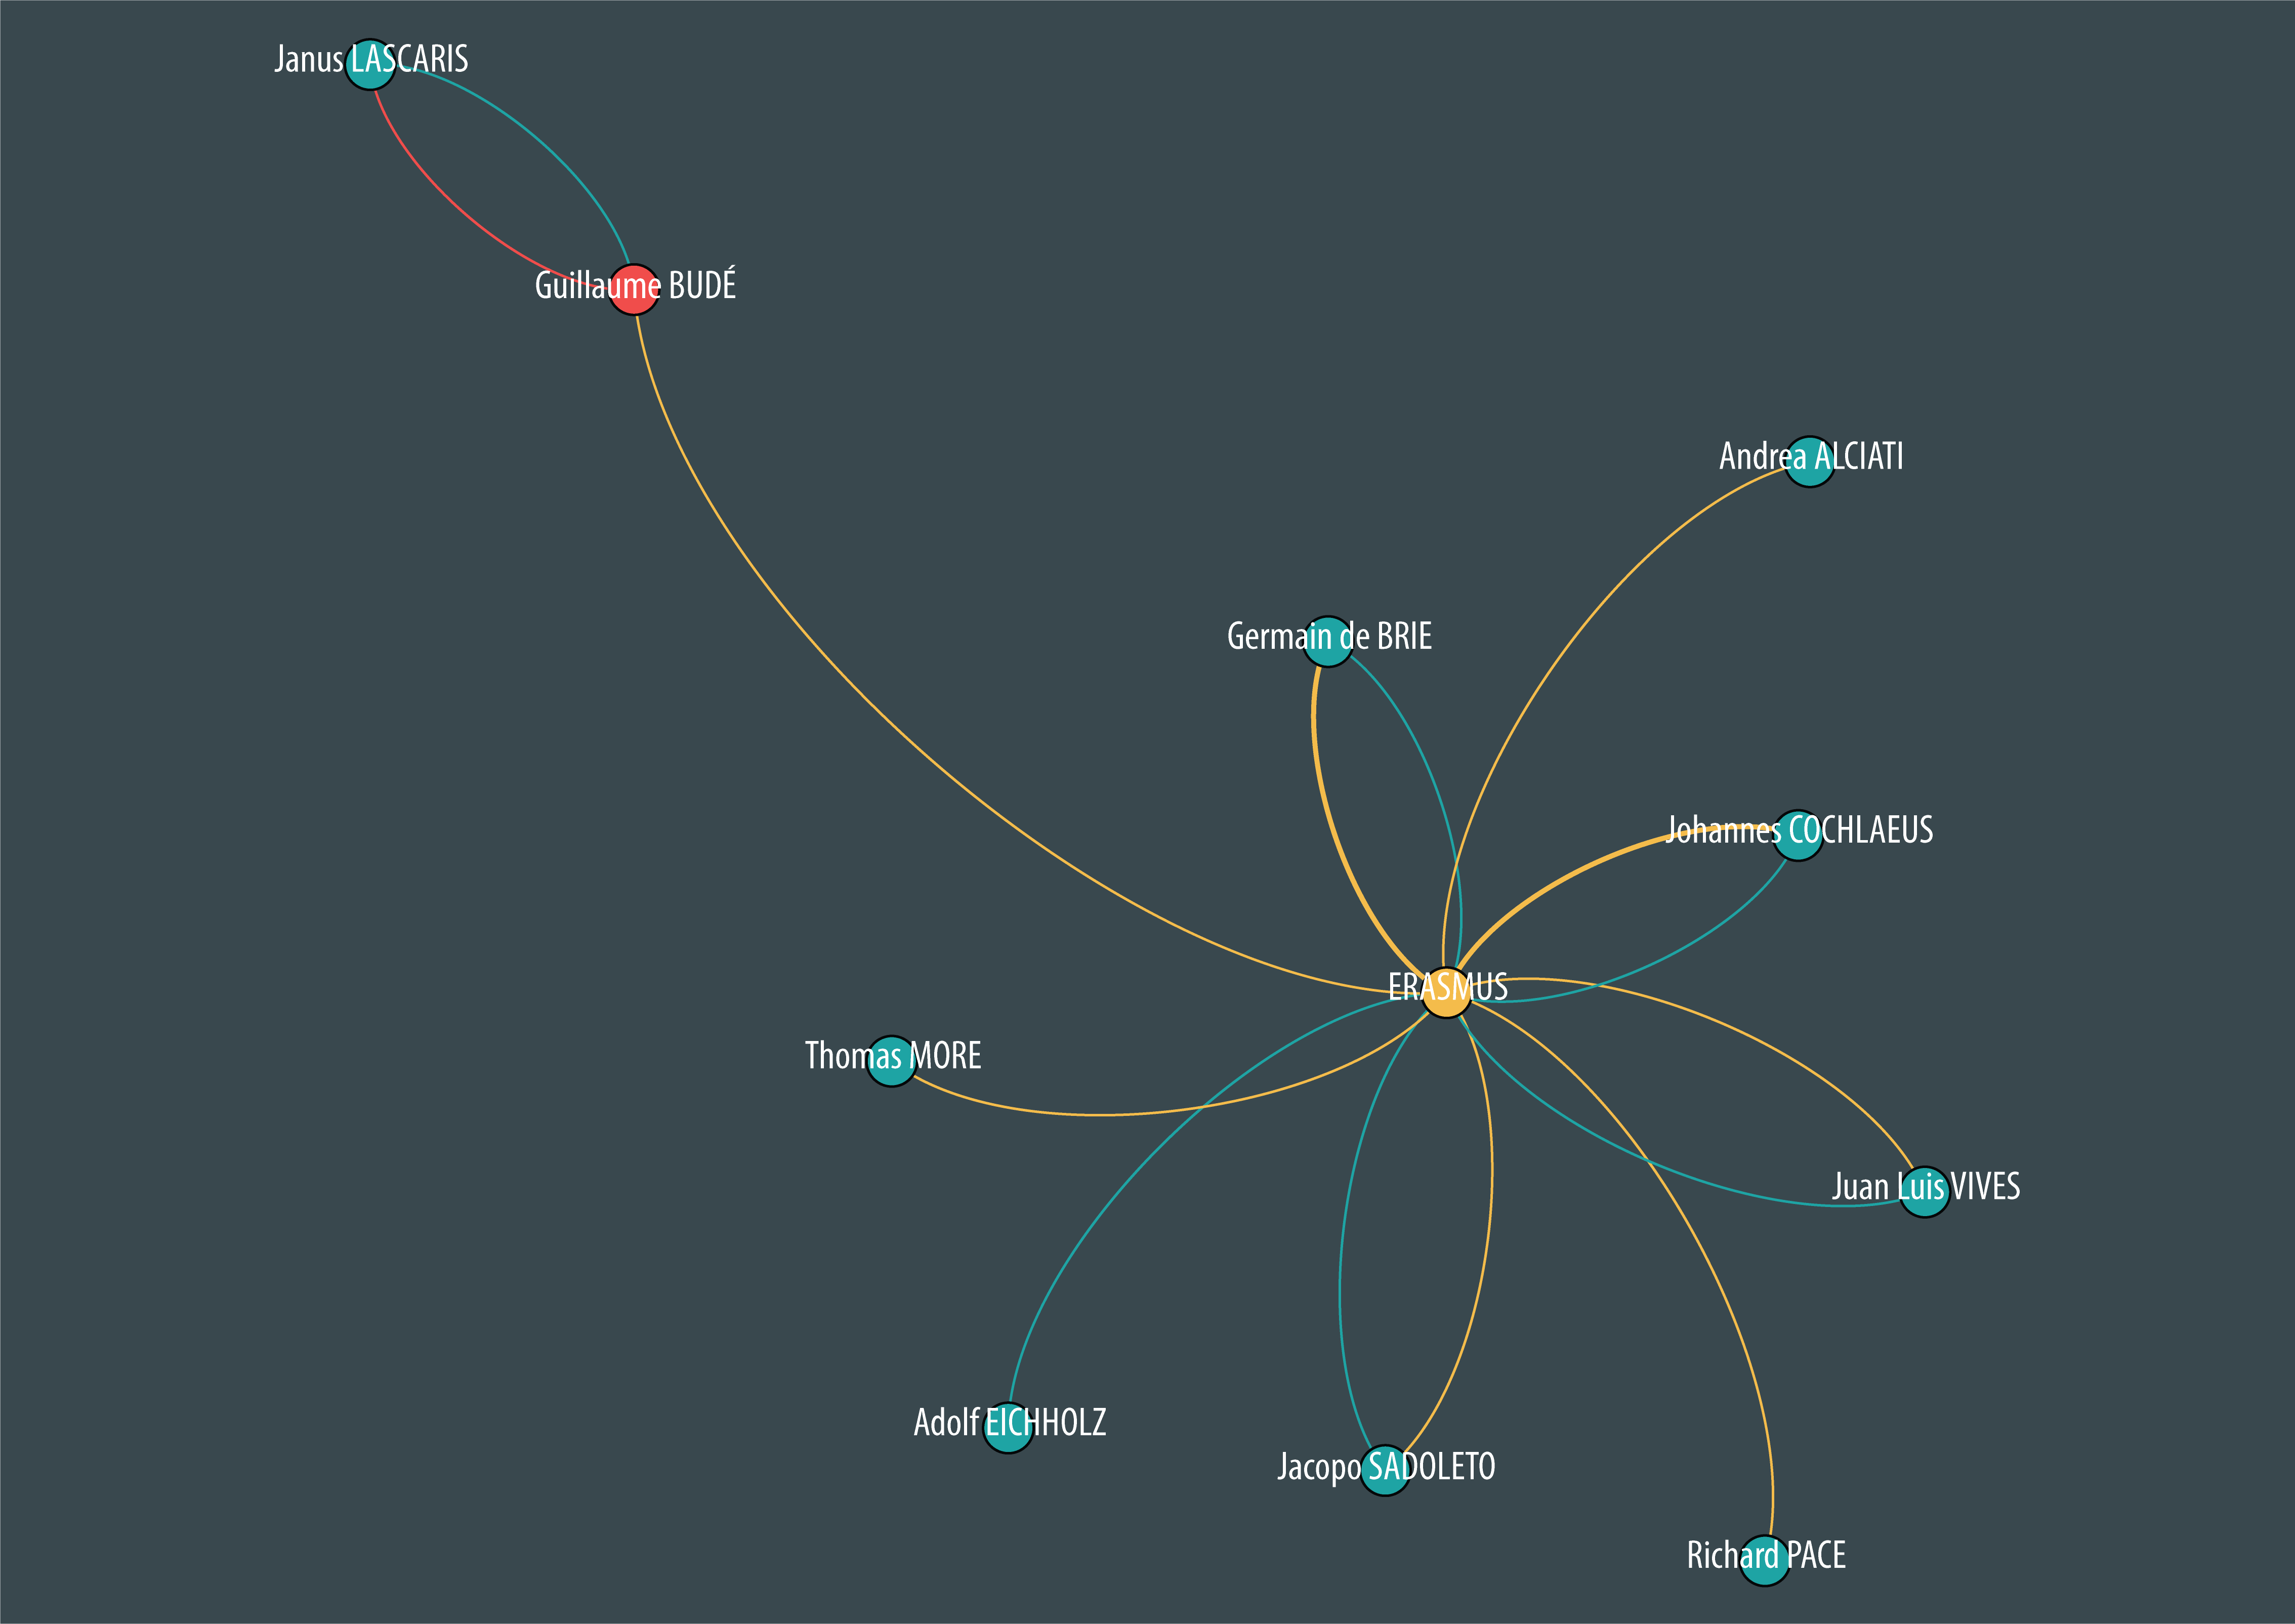 Janus LASCARIS
Guillaume BUDÉ
Andrea ALCIATI
Germain de BRIE
Johannes COCHLAEUS
ERASMUS
Thomas MORE
Juan Luis VIVES
Adolf EICHHOLZ
Jacopo SADOLETO
Richard PACE